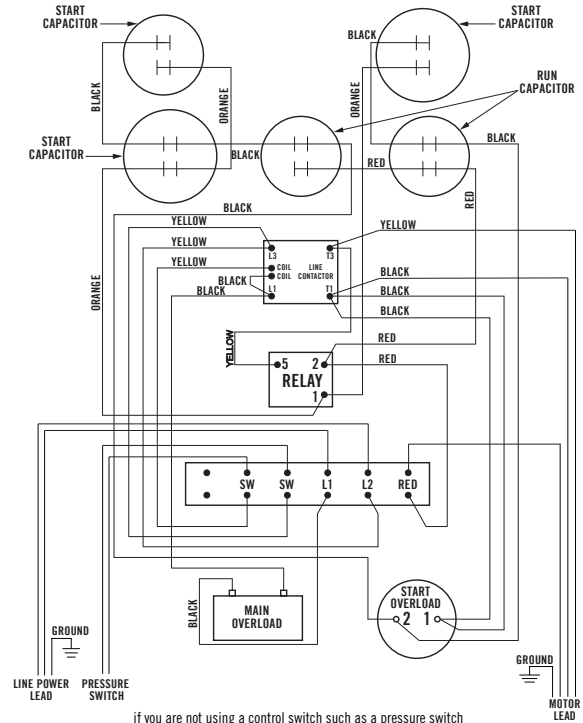 START
CAPACITOR
START
CAPACITOR
BLACK
RUN
CAPACITOR
BLACK
ORANGE
ORANGE
START
CAPACITOR
BLACK
BLACK
RED
RED
BLACK
YELLOW
YELLOW
YELLOW
YELLOW
L3
T3
COIL
COIL
LINE
CONTACTOR
BLACK
BLACK
L1
T1
BLACK
BLACK
BLACK
ORANGE
YELLOW
RED
RED
5
2
RELAY
1
SW
SW
L1
L2
RED
BLACK
MAIN
OVERLOAD
START
OVERLOAD
2 1
GROUND
GROUND
LINE POWER
LEAD
PRESSURE
SWITCH
MOTOR
LEAD
if you are not using a control switch such as a pressure switch